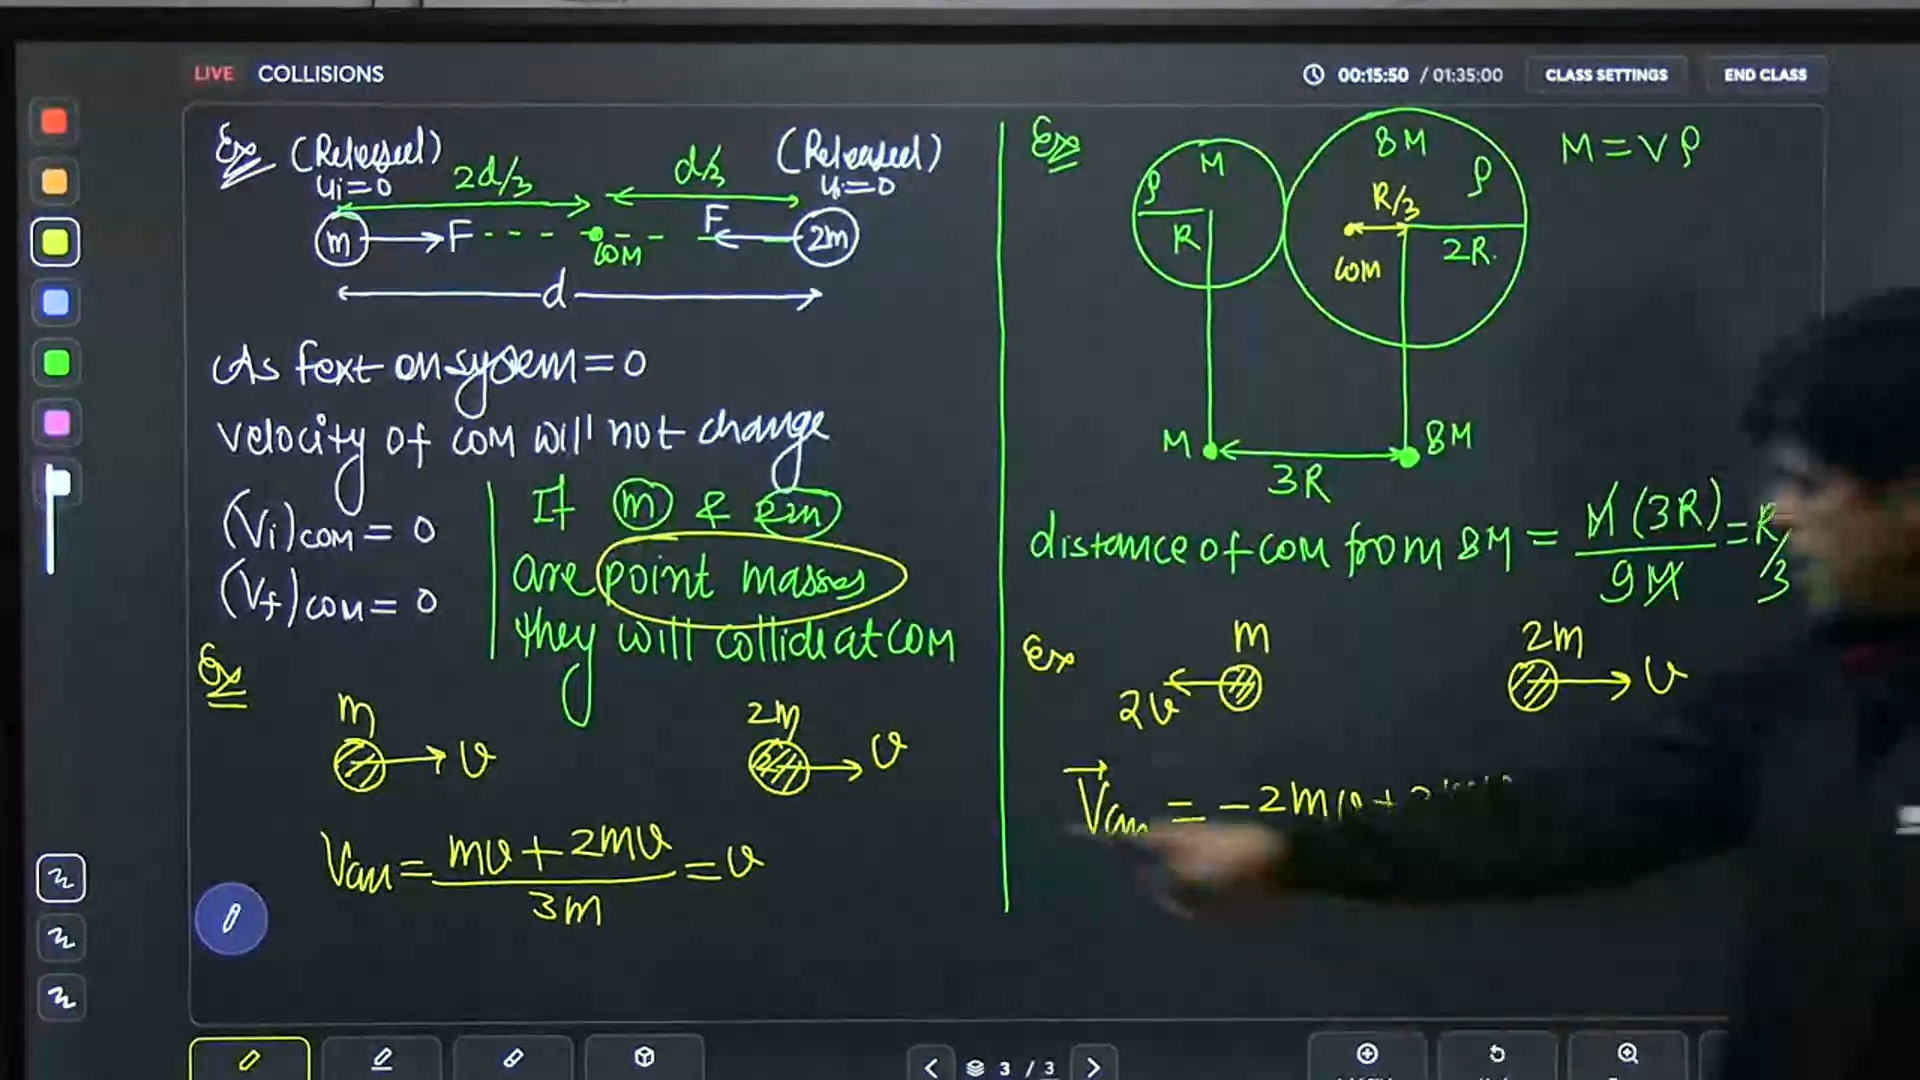 LIVE COLLISIONS
00:15:50 / 01:35:00
CLASS SETTINGS
END CLASS
Ex (Released) (Released)
ui=0 2d/3 d/3 ui=0
m F COM F 2m
d
As fext on system = 0
velocity of COM will not change
(Vi)com = 0
(Vf)com = 0
If m & 2m
are point masses
they will collide at COM
Ex
m 2m
v v
Vcm = mv + 2mv = v
3m
Ex M 8M M = Vρ
ρ ρ
R R/3 2R
COM
M 8M
3R
distance of COM from 8M = M(3R) = R/3
9M
Ex m 2m
2v v
Vcm = -2mv +
3 / 3